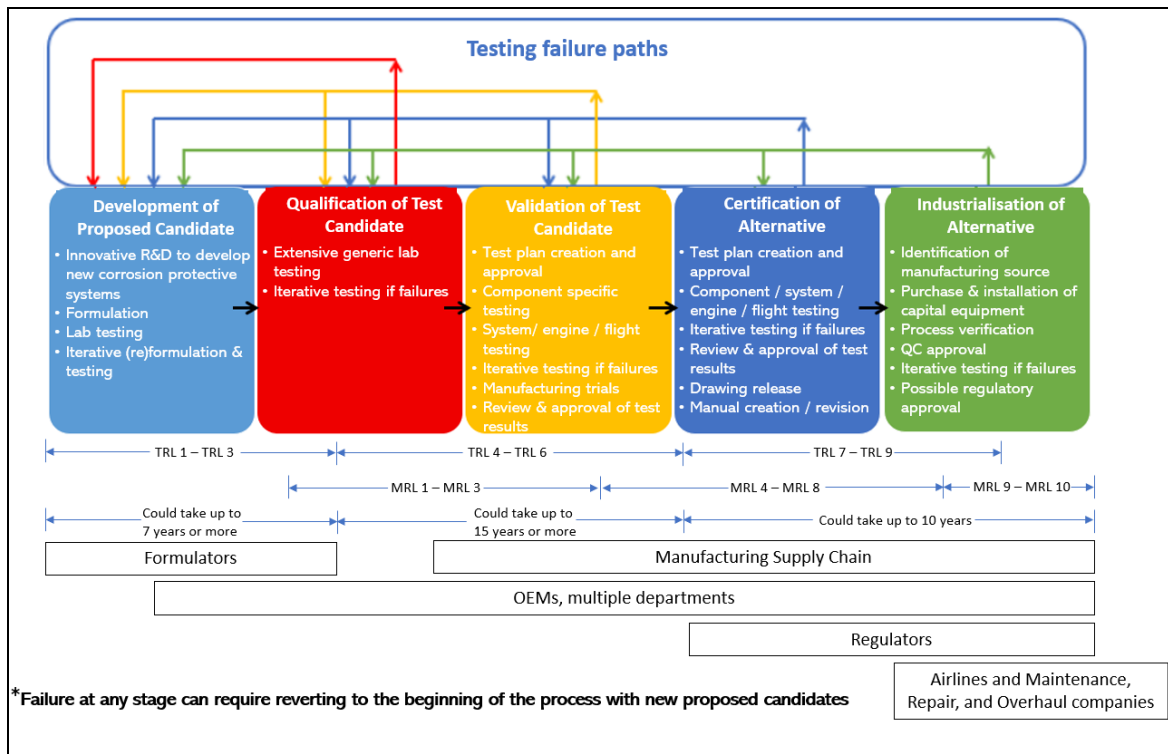 Testing failure paths
Development of
Proposed Candidate
• Innovative R&D to develop
new corrosion protective
systems
• Formulation
• Lab testing
• Iterative (re)formulation &
testing
Qualification of Test
Candidate
• Extensive generic lab
testing
• Iterative testing if failures
Validation of Test
Candidate
• Test plan creation and
approval
• Component specific
testing
• System/ engine / flight
testing
• Iterative testing if failures
• Manufacturing trials
• Review & approval of test
results
Certification of
Alternative
• Test plan creation and
approval
• Component / system /
engine / flight testing
• Iterative testing if failures
• Review & approval of test
results
• Drawing release
• Manual creation / revision
Industrialisation of
Alternative
• Identification of
manufacturing source
• Purchase & installation of
capital equipment
• Process verification
• QC approval
• Iterative testing if failures
• Possible regulatory
approval
TRL 1 – TRL 3
TRL 4 – TRL 6
TRL 7 – TRL 9
MRL 1 – MRL 3
MRL 4 – MRL 8
MRL 9 – MRL 10
Could take up to
7 years or more
Could take up to
15 years or more
Could take up to 10 years
Formulators
Manufacturing Supply Chain
OEMs, multiple departments
Regulators
Airlines and Maintenance,
Repair, and Overhaul companies
*Failure at any stage can require reverting to the beginning of the process with new proposed candidates